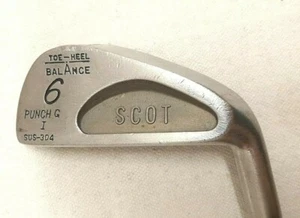 TOE-HEEL
BALANCE
6
PUNCH G
I
SUS-304
SCOT